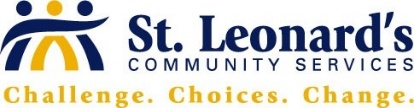 St. Leonard's
COMMUNITY SERVICES
Challenge. Choices. Change.